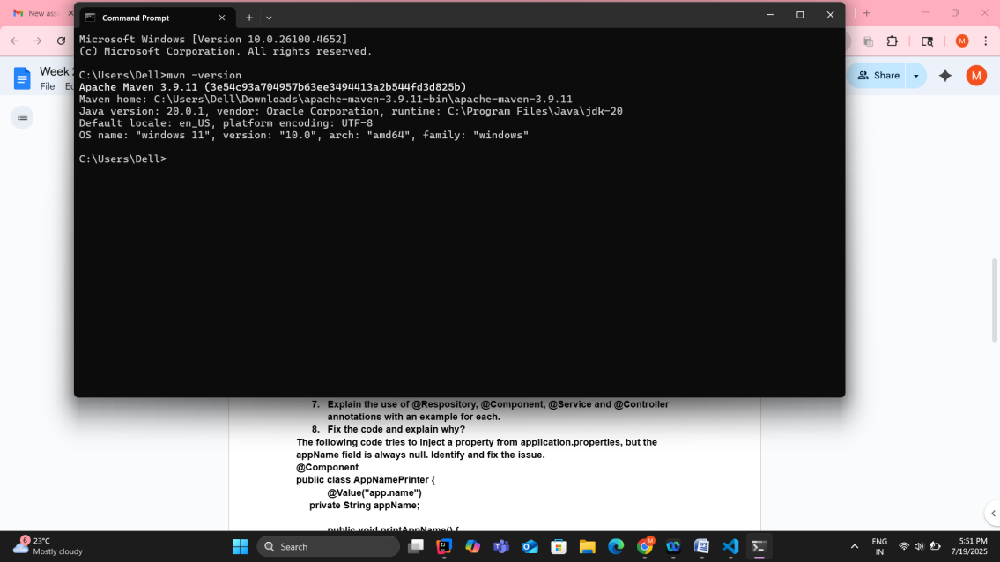 New ass
Command Prompt
Microsoft Windows [Version 10.0.26100.4652]
(c) Microsoft Corporation. All rights reserved.
C:\Users\Dell>mvn -version
Apache Maven 3.9.11 (3e54c93a704957b63ee3494413a2b544fd3d825b)
Maven home: C:\Users\Dell\Downloads\apache-maven-3.9.11-bin\apache-maven-3.9.11
Java version: 20.0.1, vendor: Oracle Corporation, runtime: C:\Program Files\Java\jdk-20
Default locale: en_US, platform encoding: UTF-8
OS name: "windows 11", version: "10.0", arch: "amd64", family: "windows"
C:\Users\Dell>
M
Week 2
File Ed
Share
M
7. Explain the use of @Respository, @Component, @Service and @Controller
annotations with an example for each.
8. Fix the code and explain why?
The following code tries to inject a property from application.properties, but the
appName field is always null. Identify and fix the issue.
@Component
public class AppNamePrinter {
@Value("app.name")
private String appName;
public void printAppName() {
6
23°C
Mostly cloudy
Search
M
ENG
IN
5:51 PM
7/19/2025